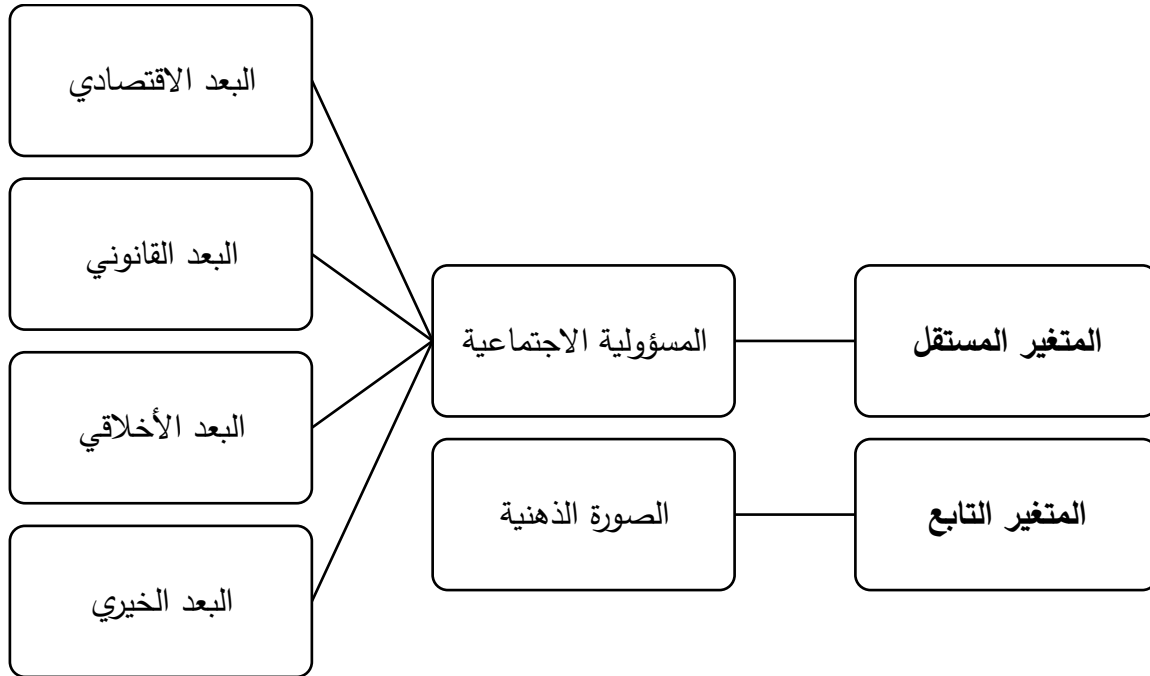 المتغير المستقل
المسؤولية الاجتماعية
البعد الاقتصادي
البعد القانوني
البعد الأخلاقي
البعد الخيري
المتغير التابع
الصورة الذهنية